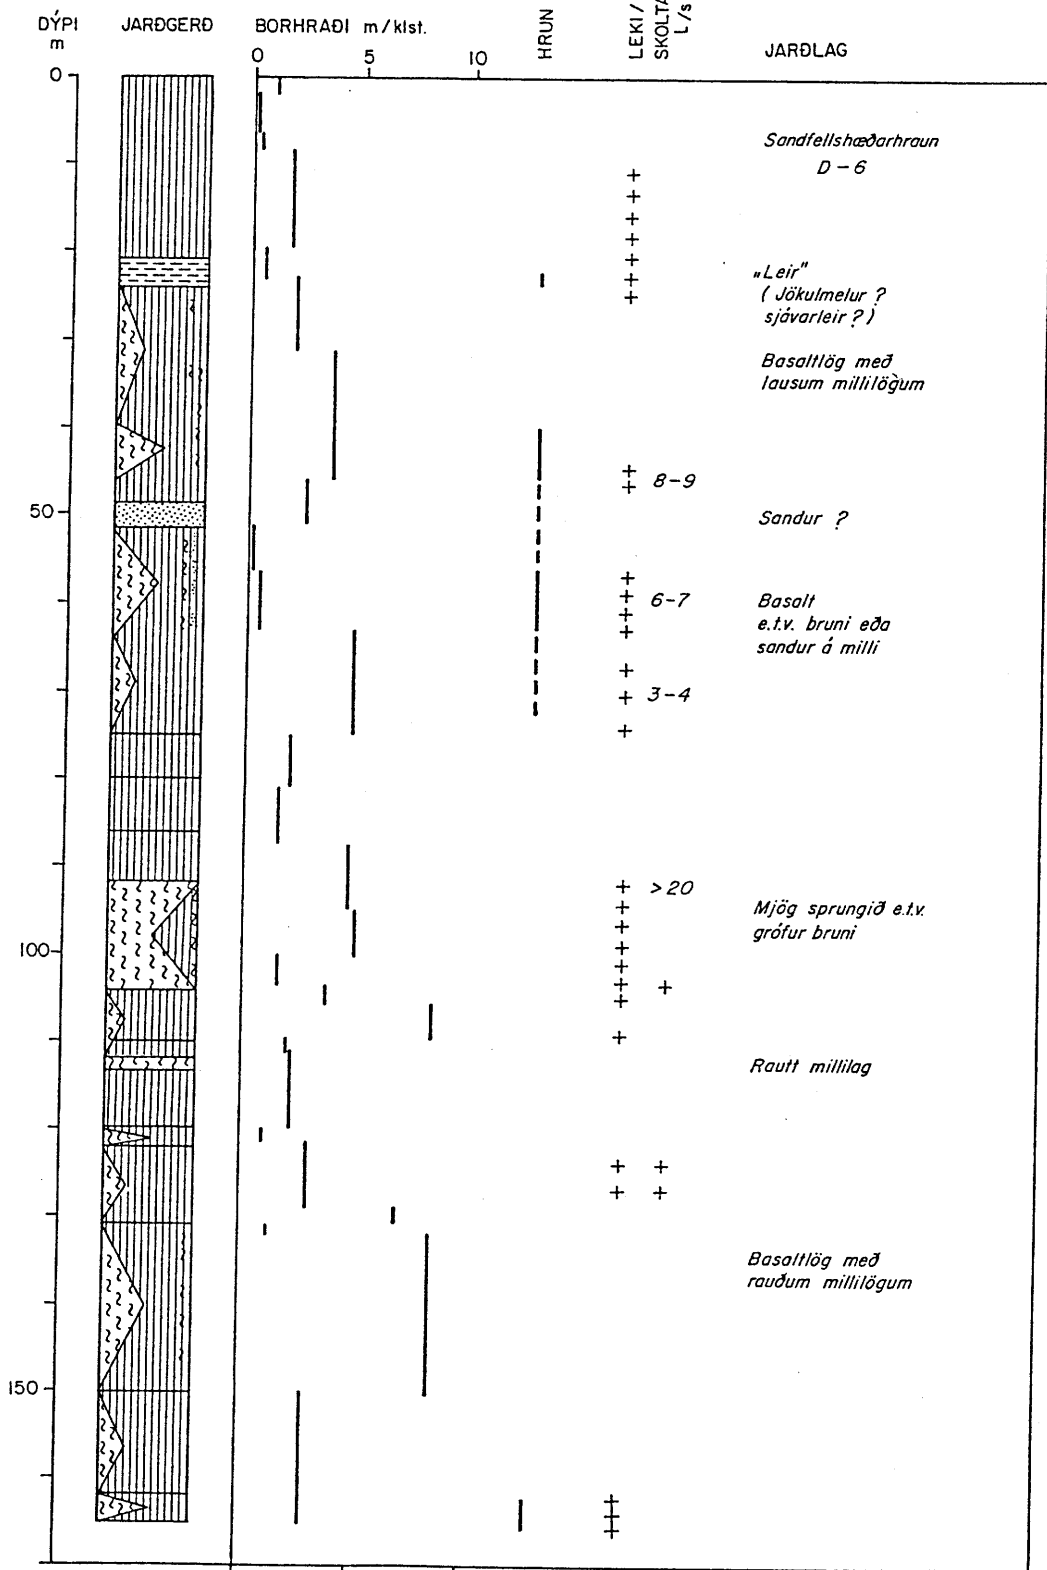 DÝPI
m
JARÐGERÐ
BORHRAÐI m/klst.
HRUN
LEKI/
L/s
JARÐLAG
0 5 10
0
Sandfellshæðarhraun
D-6
„Leir"
( Jökulmelur ?
sjávarleir ? )
Basaltlög með
lausum millilögum
8-9
50
Sandur ?
6-7
Basalt
e.t.v. bruni eða
sandur á milli
3-4
>20
Mjög sprungið e.t.v.
grófur bruni
100
Rautt millilag
Basaltlög með
rauðum millilögum
150